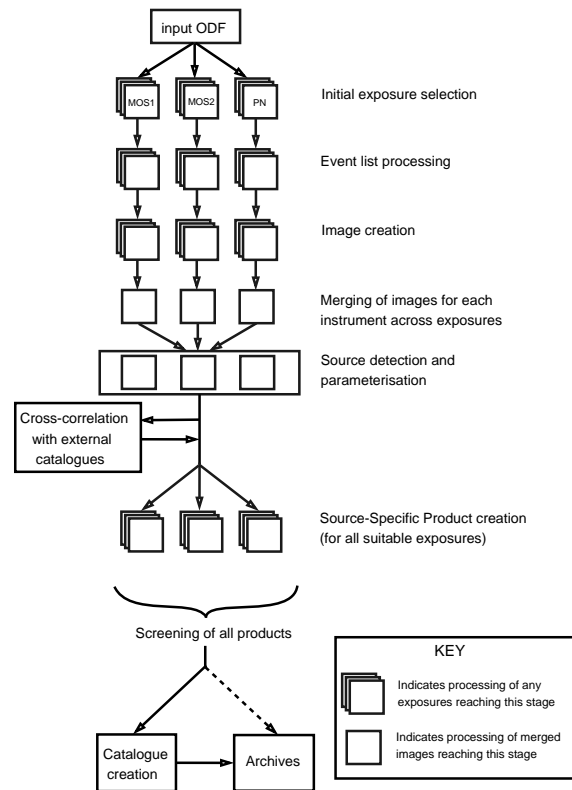 input ODF
MOS1
MOS2
PN
Initial exposure selection
Event list processing
Image creation
Merging of images for each
instrument across exposures
Source detection and
parameterisation
Cross-correlation
with external
catalogues
Source-Specific Product creation
(for all suitable exposures)
Screening of all products
KEY
Indicates processing of any
exposures reaching this stage
Indicates processing of merged
images reaching this stage
Catalogue
creation
Archives